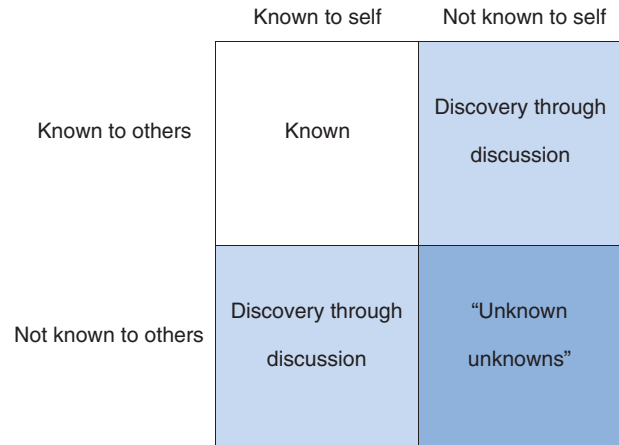 Known to self Not known to self
Known to others
Known
Discovery through
discussion
Not known to others
Discovery through
discussion
“Unknown
unknowns”